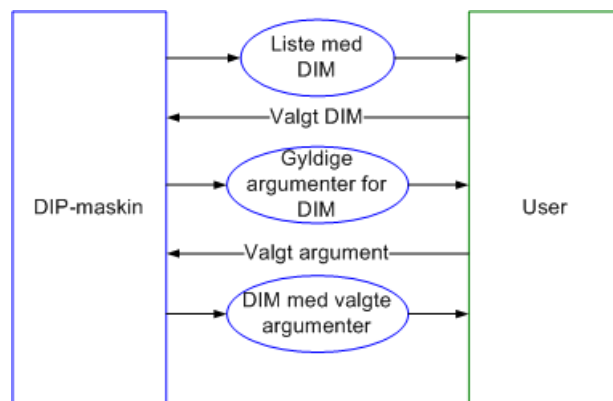 Liste med
DIM
Valgt DIM
Gyldige
argumenter for
DIM
DIP-maskin
User
Valgt argument
DIM med valgte
argumenter